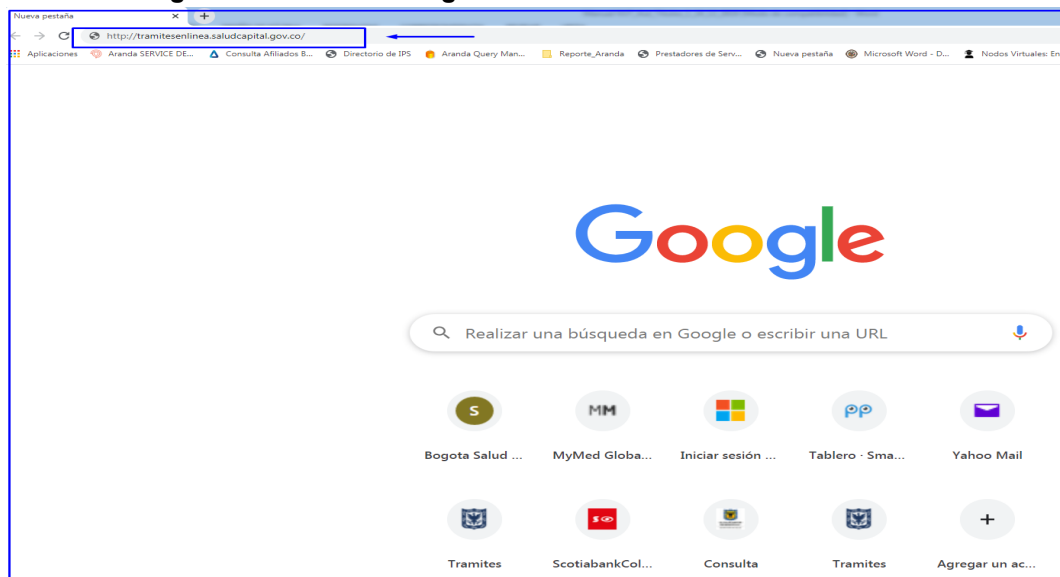 Nueva pestaña
http://tramitesenlinea.saludcapital.gov.co/
Aplicaciones Aranda SERVICE DE... Consulta Afiliados B... Directorio de IPS Aranda Query Man... Reporte_Aranda Prestadores de Serv... Nueva pestaña Microsoft Word - D... Nodos Virtuales: En
Google
Realizar una búsqueda en Google o escribir una URL
S MM
Bogota Salud ... MyMed Globa... Iniciar sesión ... Tablero · Sma... Yahoo Mail
Tramites ScotiabankCol... Consulta Tramites Agregar un ac...